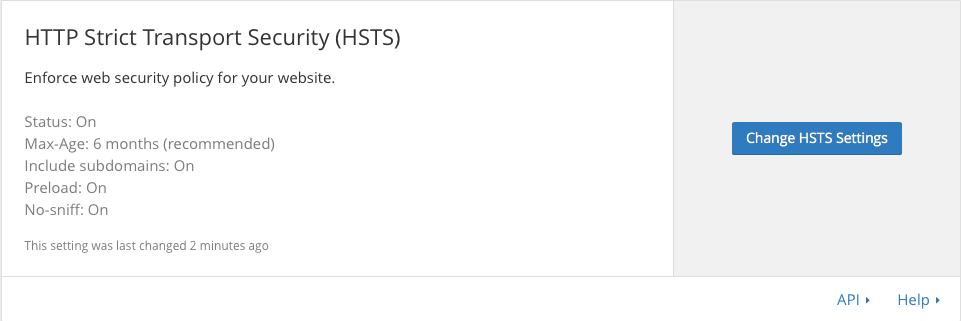 HTTP Strict Transport Security (HSTS)
Enforce web security policy for your website.
Status: On
Max-Age: 6 months (recommended)
Include subdomains: On
Preload: On
No-sniff: On
This setting was last changed 2 minutes ago
Change HSTS Settings
API
Help